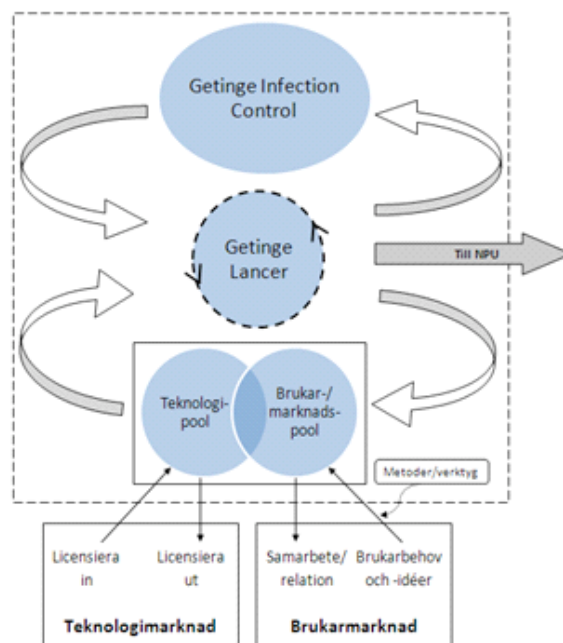 Getinge Infection
Control
Getinge
Lancer
Till NPU
Teknologi-
pool
Brukar-/
marknads-
pool
Metoder/verktyg
Licensiera
in
Licensiera
ut
Samarbete/
relation
Brukarbehov
och -idéer
Teknologimarknad
Brukarmarknad